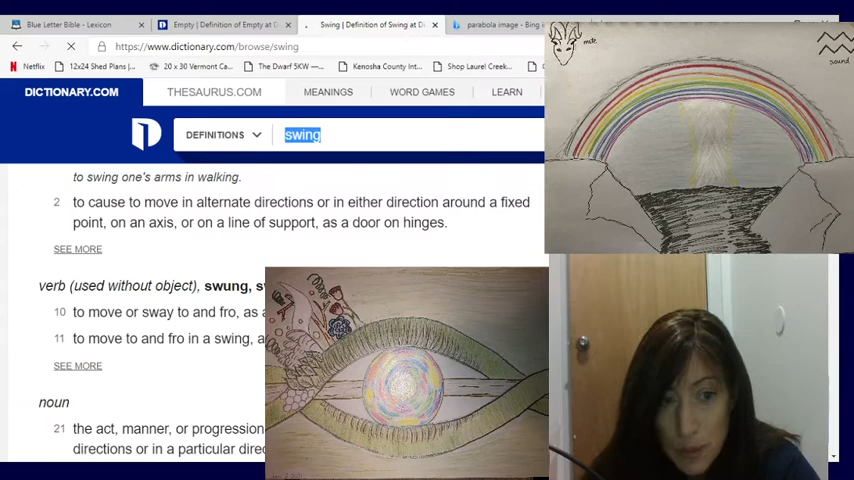 Blue Letter Bible - Lexicon
Empty | Definition of Empty at Di
Swing | Definition of Swing at Di
parabola image - Bing i
https://www.dictionary.com/browse/swing
Netflix
12x24 Shed Plans |
20 x 30 Vermont Ca
The Dwarf 5KW —
Kenosha County Int
Shop Laurel Creek
DICTIONARY.COM
THESAURUS.COM
MEANINGS
WORD GAMES
LEARN
DEFINITIONS
swing
to swing one's arms in walking.
2 to cause to move in alternate directions or in either direction around a fixed
point, on an axis, or on a line of support, as a door on hinges.
SEE MORE
verb (used without object), swung, sw
10 to move or sway to and fro, as a
11 to move to and fro in a swing, a
SEE MORE
noun
21 the act, manner, or progression
directions or in a particular direc
sound